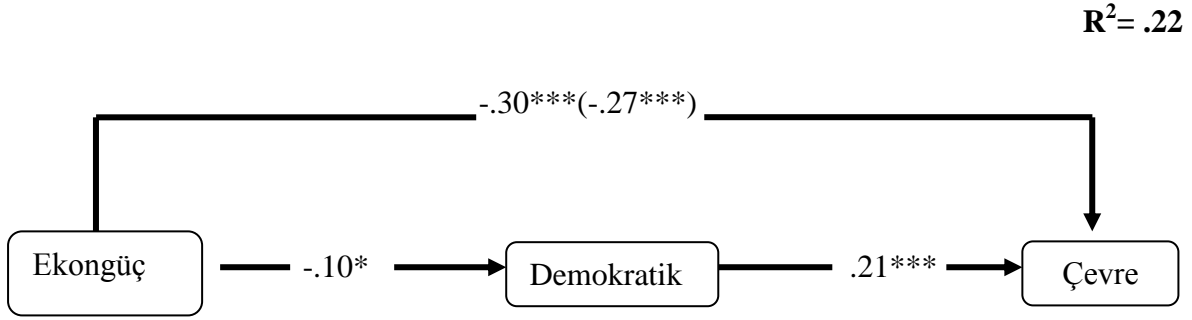 R²= .22
-.30***(-.27***)
Ekongüç -.10* Demokratik .21*** Çevre